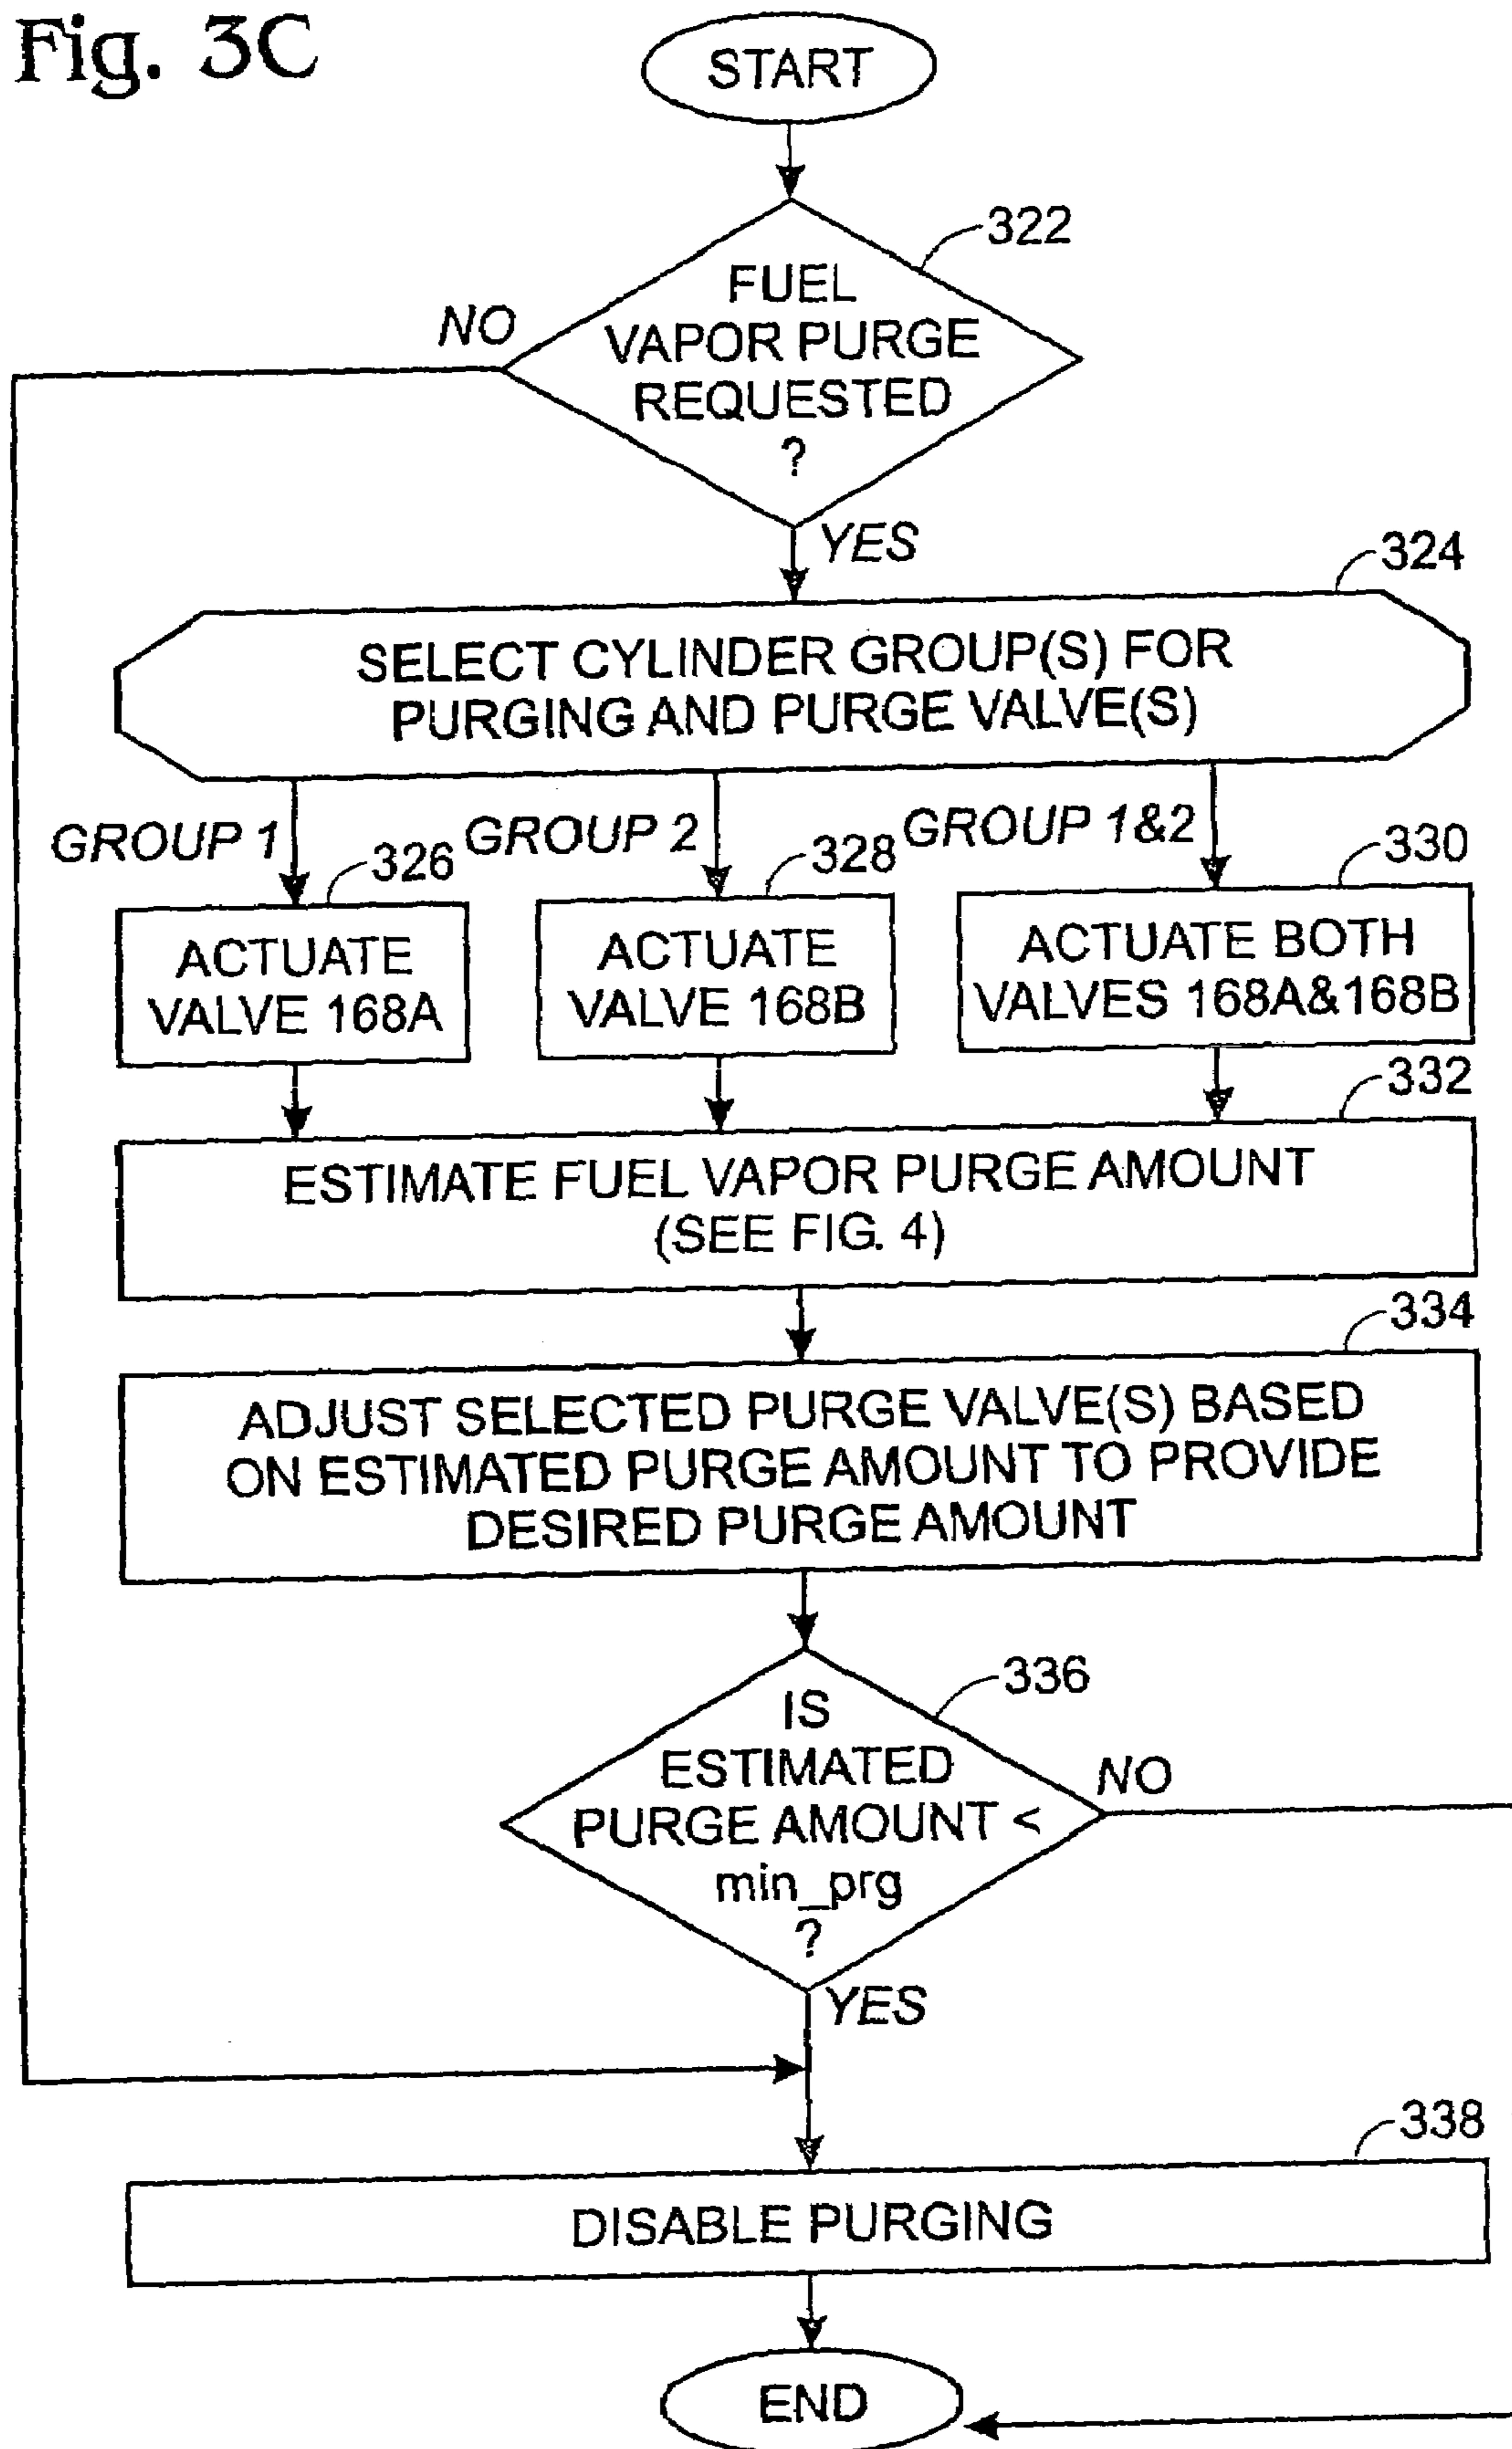 Fig. 3C
START
322
FUEL
VAPOR PURGE
REQUESTED
?
NO
YES
324
SELECT CYLINDER GROUP(S) FOR
PURGING AND PURGE VALVE(S)
GROUP 1
GROUP 2
GROUP 1&2
326
328
330
ACTUATE
VALVE 168A
ACTUATE
VALVE 168B
ACTUATE BOTH
VALVES 168A&168B
332
ESTIMATE FUEL VAPOR PURGE AMOUNT
(SEE FIG. 4)
334
ADJUST SELECTED PURGE VALVE(S) BASED
ON ESTIMATED PURGE AMOUNT TO PROVIDE
DESIRED PURGE AMOUNT
336
IS
ESTIMATED
PURGE AMOUNT <
min_prg
?
NO
YES
338
DISABLE PURGING
END